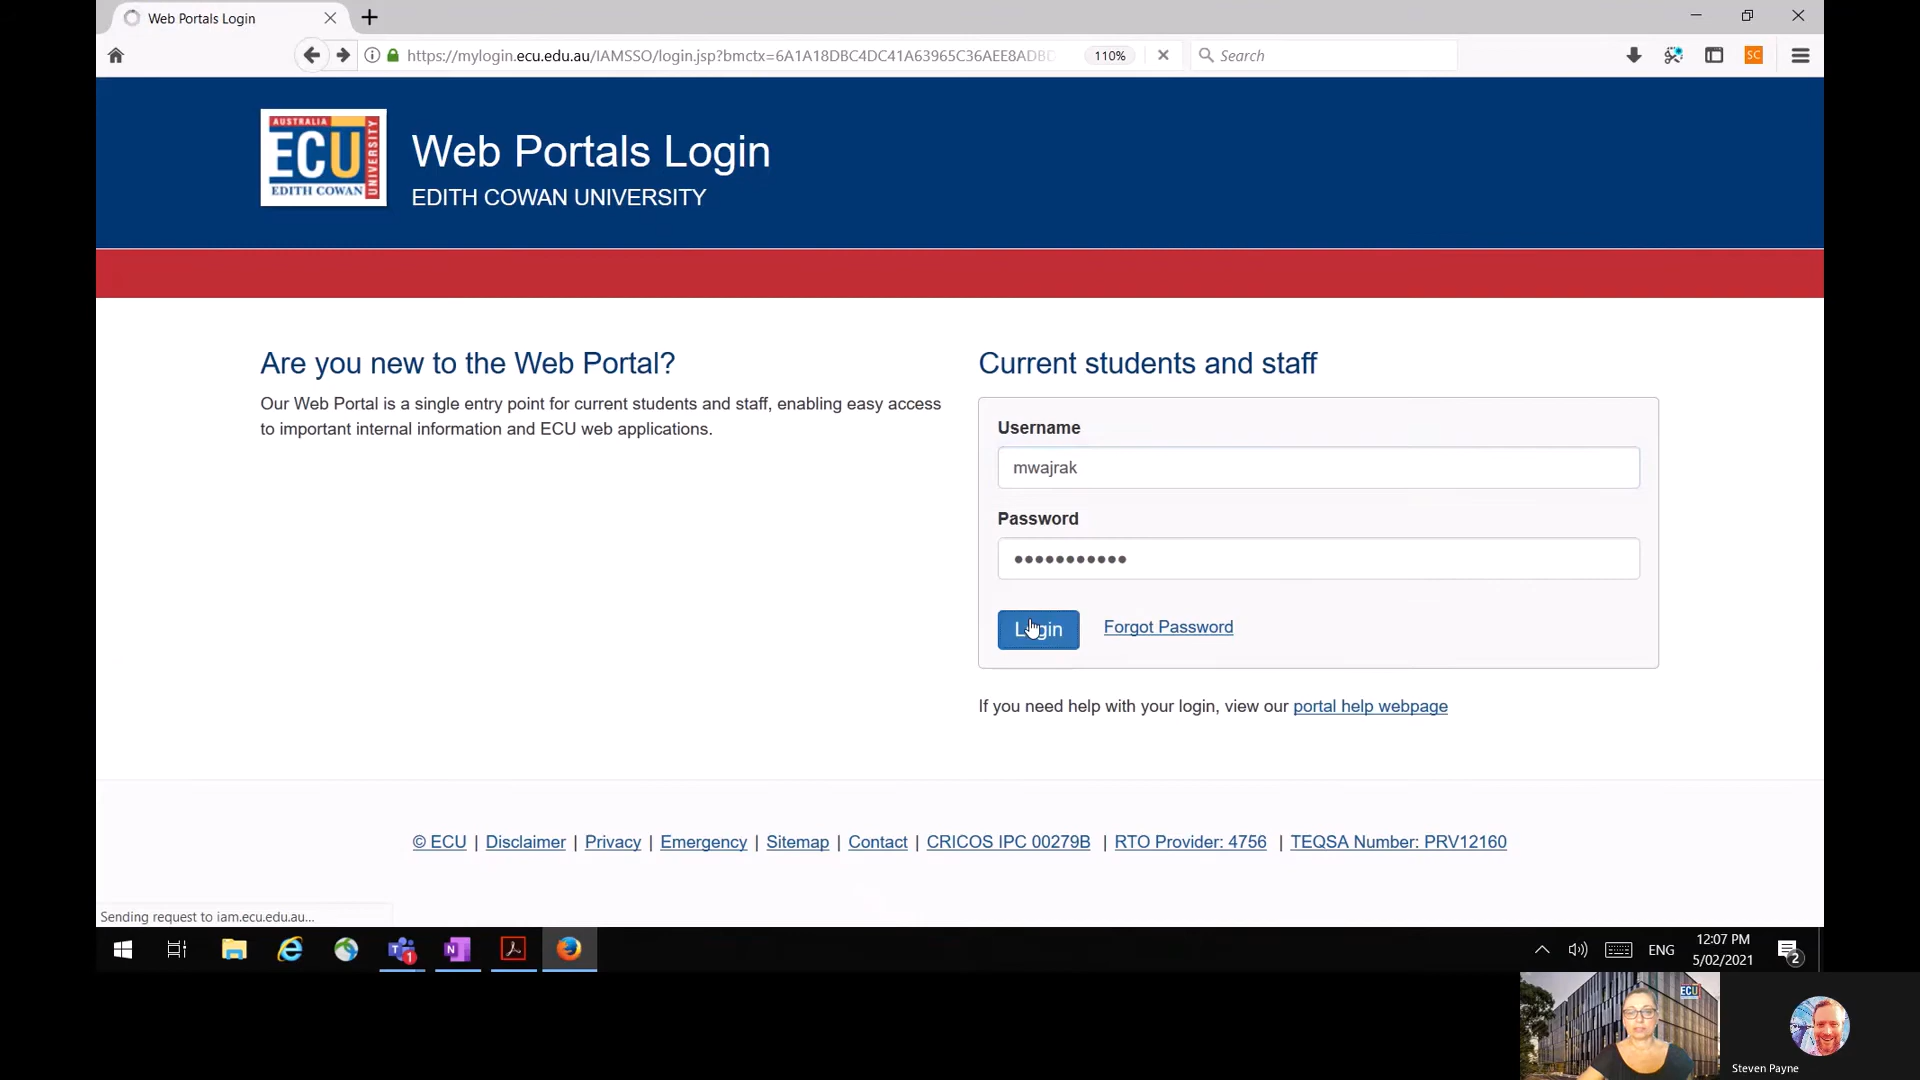 Web Portals Login
https://mylogin.ecu.edu.au/IAMSSO/login.jsp?bmctx=6A1A18DBC4DC41A63965C36AEE8ADBD
110%
Search
SC
AUSTRALIA
ECU
EDITH COWAN
UNIVERSITY
Web Portals Login
EDITH COWAN UNIVERSITY
Are you new to the Web Portal?
Our Web Portal is a single entry point for current students and staff, enabling easy access
to important internal information and ECU web applications.
Current students and staff
Username
mwajrak
Password
Login
Forgot Password
If you need help with your login, view our portal help webpage
© ECU | Disclaimer | Privacy | Emergency | Sitemap | Contact | CRICOS IPC 00279B | RTO Provider: 4756 | TEQSA Number: PRV12160
Sending request to iam.ecu.edu.au...
1
ENG
12:07 PM
5/02/2021
2
ECU
Steven Payne